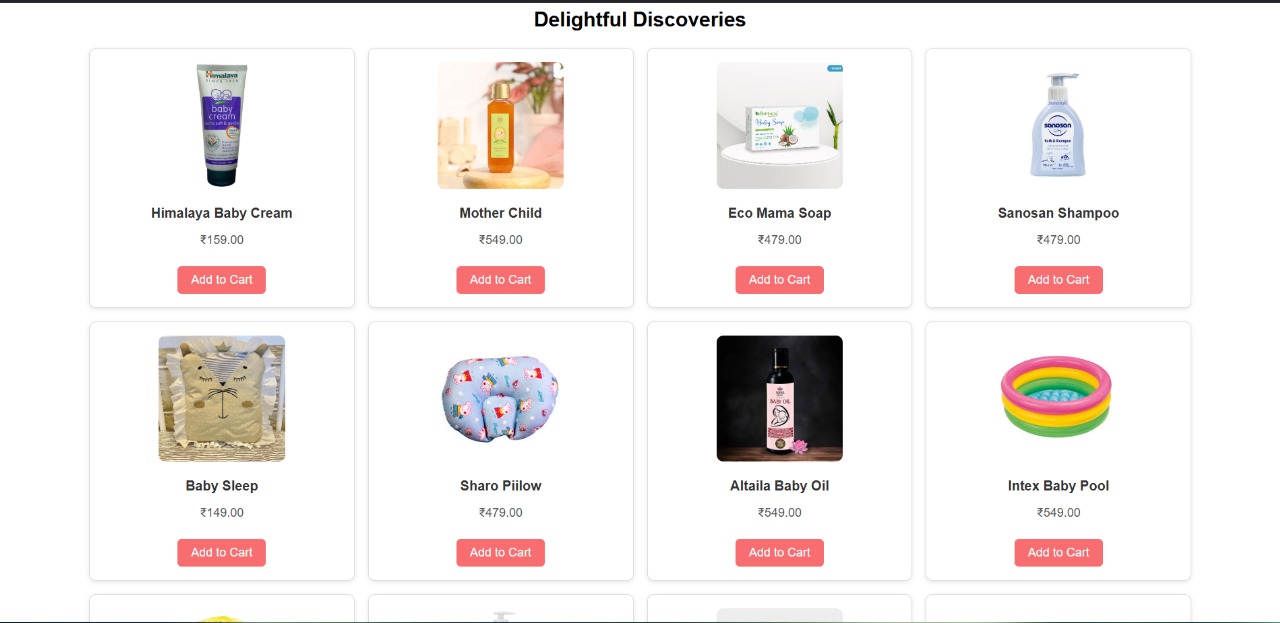 Delightful Discoveries
Himalaya
baby
cream
Himalaya Baby Cream
₹159.00
Add to Cart
Mother Child
₹549.00
Add to Cart
Baby Soap
Eco Mama Soap
₹479.00
Add to Cart
sanosan
Sanosan Shampoo
₹479.00
Add to Cart
Baby Sleep
₹149.00
Add to Cart
Sharo Piilow
₹479.00
Add to Cart
BABY OIL
Altaila Baby Oil
₹549.00
Add to Cart
Intex Baby Pool
₹549.00
Add to Cart